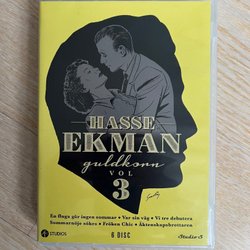 HASSE
EKMAN
guldkorn
VOL
3
En fluga gör ingen sommar • Var sin väg • Vi tre debutera
Sommarnöje sökes • Fröken Chic • Äktenskapsbrottaren
STUDIOS
6 DISC
Studio S